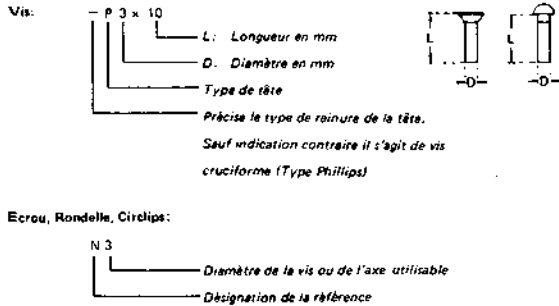 Vis:
— P 3 x 10
L: Longueur en mm
D. Diamètre en mm
Type de tête
Précise le type de rainure de la tête.
Sauf indication contraire il s'agit de vis
cruciforme (Type Phillips)
L
D
L
D
Ecrou, Rondelle, Circlips:
N 3
Diamètre de la vis ou de l'axe utilisable
Désignation de la référence